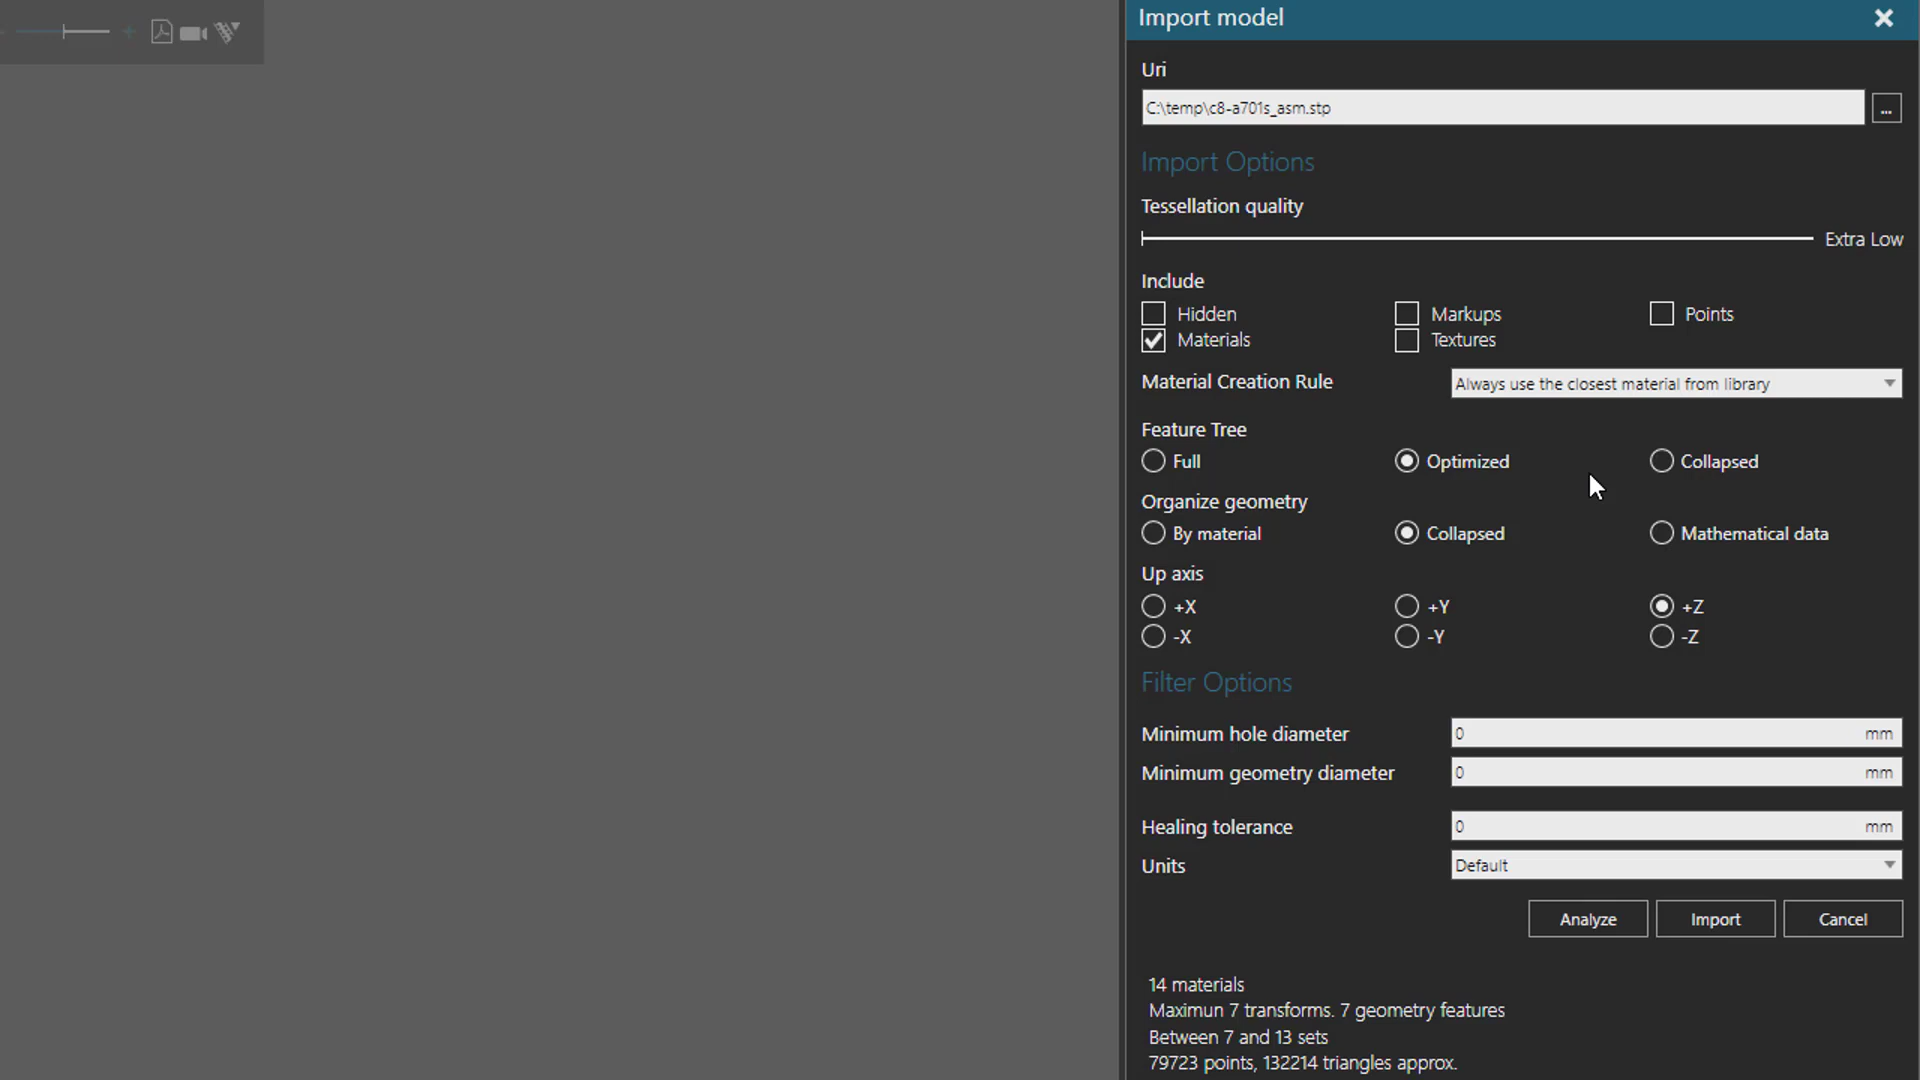 Import model
Uri
C:\temp\c8-a701s_asm.stp
...
Import Options
Tessellation quality
Extra Low
Include
Hidden Markups Points
Materials Textures
Material Creation Rule Always use the closest material from library
Feature Tree
Full Optimized Collapsed
Organize geometry
By material Collapsed Mathematical data
Up axis
+X +Y +Z
-X -Y -Z
Filter Options
Minimum hole diameter 0 mm
Minimum geometry diameter 0 mm
Healing tolerance 0 mm
Units Default
Analyze Import Cancel
14 materials
Maximun 7 transforms. 7 geometry features
Between 7 and 13 sets
79723 points, 132214 triangles approx.